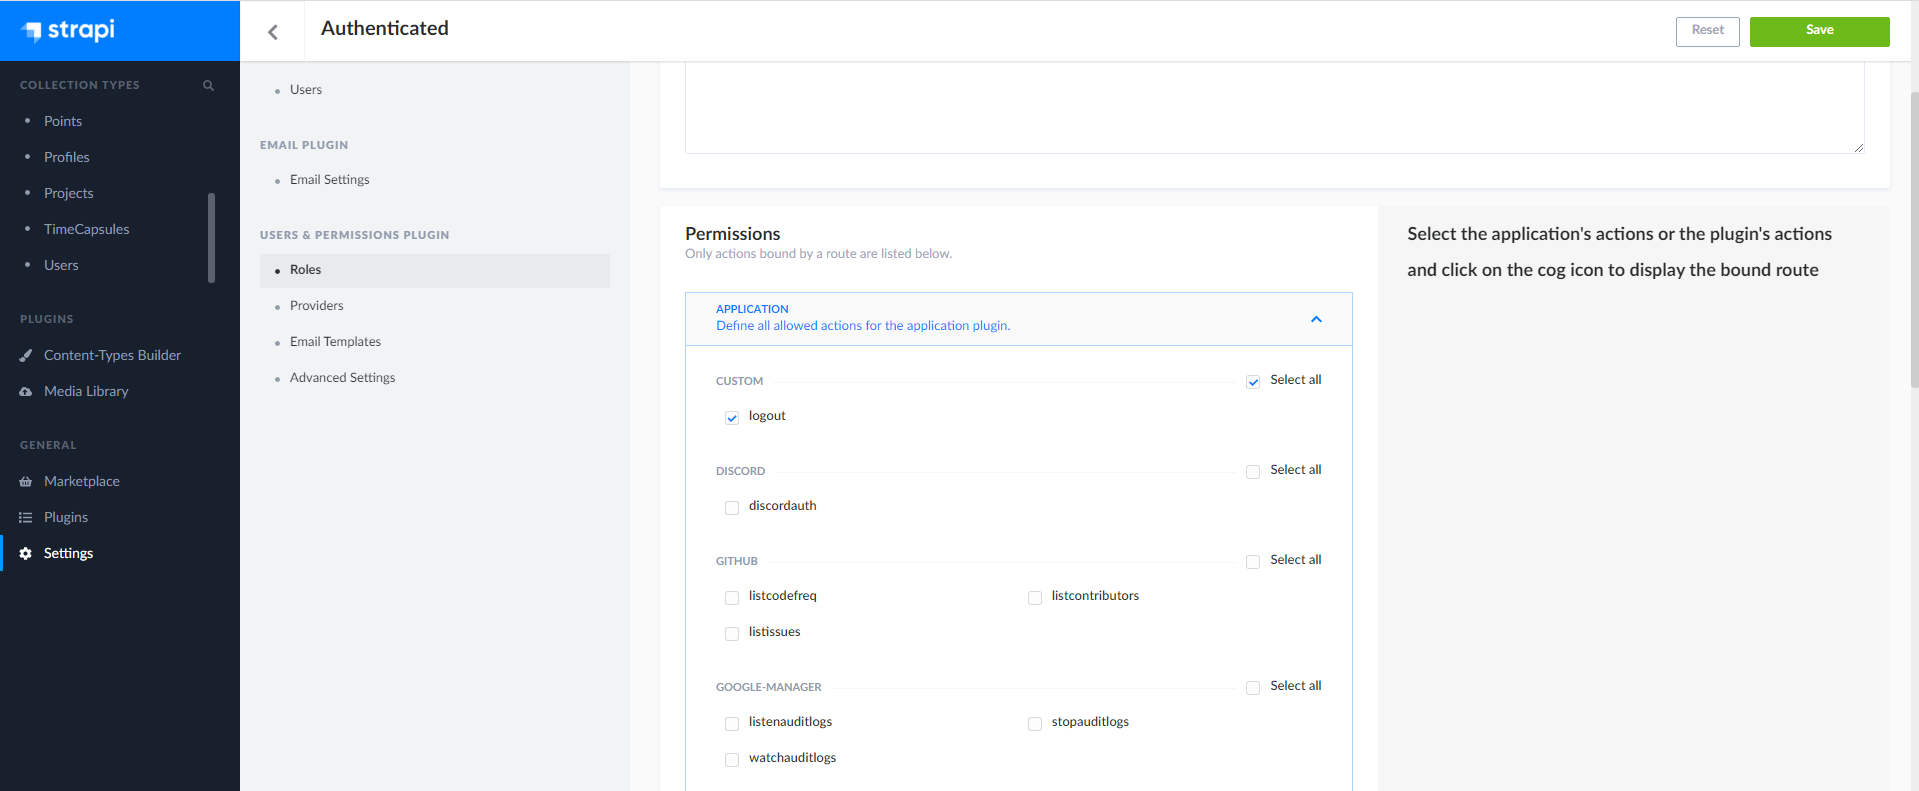 strapi
Authenticated
Reset
Save
COLLECTION TYPES
Points
Profiles
Projects
TimeCapsules
Users
PLUGINS
Content-Types Builder
Media Library
GENERAL
Marketplace
Plugins
Settings
Users
EMAIL PLUGIN
Email Settings
USERS & PERMISSIONS PLUGIN
Roles
Providers
Email Templates
Advanced Settings
Permissions
Only actions bound by a route are listed below.
APPLICATION
Define all allowed actions for the application plugin.
CUSTOM
Select all
logout
DISCORD
Select all
discordauth
GITHUB
Select all
listcodefreq
listcontributors
listissues
GOOGLE-MANAGER
Select all
listenauditlogs
stopauditlogs
watchauditlogs
Select the application's actions or the plugin's actions
and click on the cog icon to display the bound route